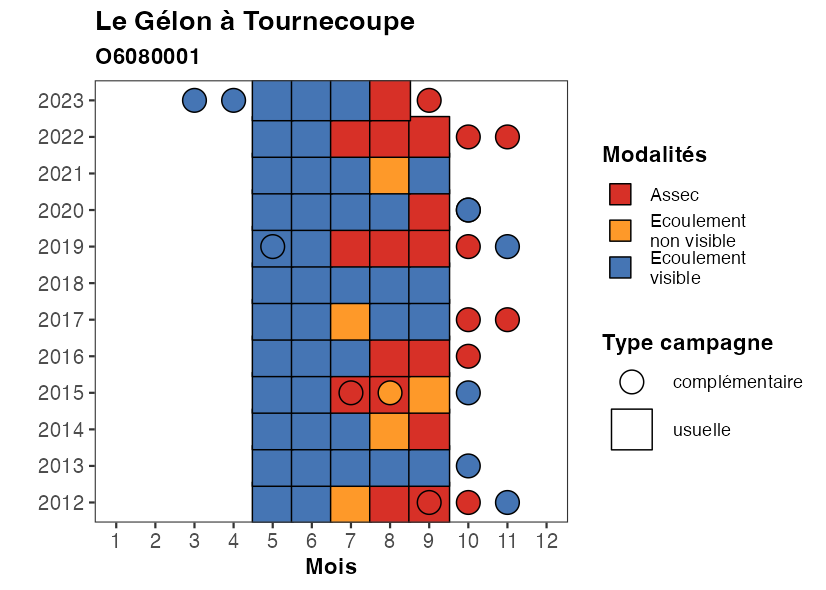 Le Gélon à Tournecoupe
O6080001
2023
2022
2021
2020
2019
2018
2017
2016
2015
2014
2013
2012
1 2 3 4 5 6 7 8 9 10 11 12
Mois
Modalités
Assec
Ecoulement
non visible
Ecoulement
visible
Type campagne
complémentaire
usuelle